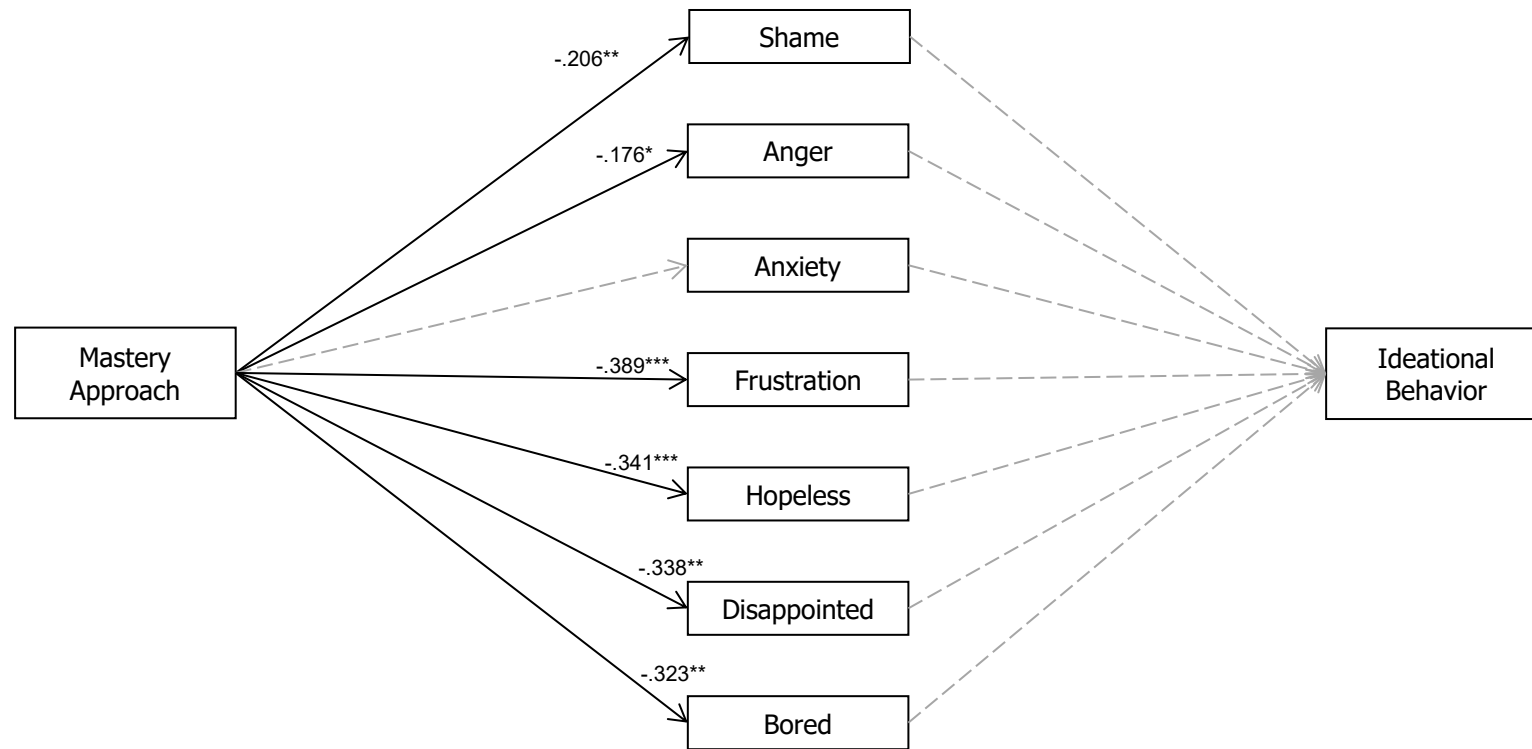 Shame
-.206**
Anger
-.176*
Anxiety
Mastery
Approach
-.389***
Frustration
Ideational
Behavior
-.341***
Hopeless
-.338**
Disappointed
-.323**
Bored